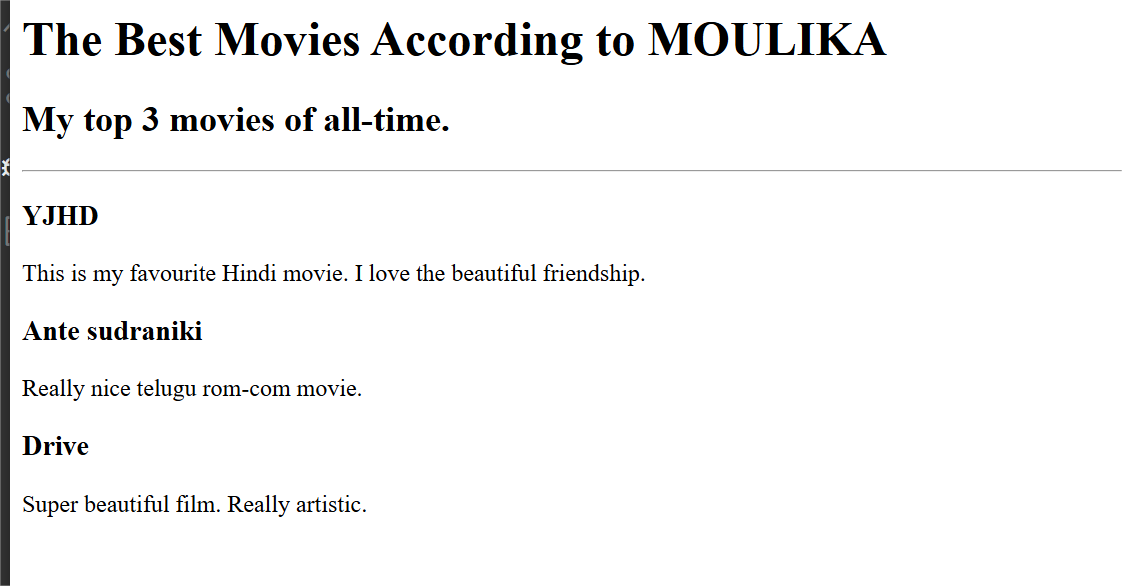 The Best Movies According to MOULIKA
My top 3 movies of all-time.
YJHD
This is my favourite Hindi movie. I love the beautiful friendship.
Ante sudraniki
Really nice telugu rom-com movie.
Drive
Super beautiful film. Really artistic.